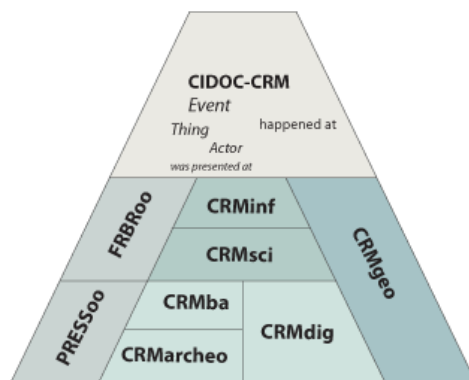 CIDOC-CRM
Event
Thing
happened at
Actor
was presented at
FRBRoo
CRMinf
CRMgeo
CRMsci
PRESSoo
CRMba
CRMdig
CRMarcheo